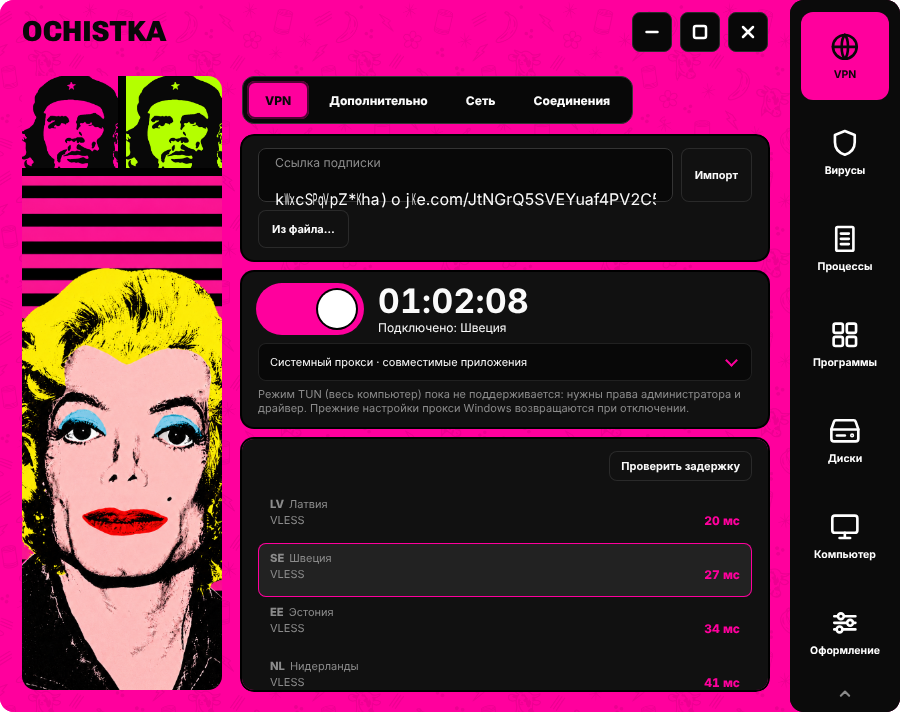 OCHISTKA
VPN
Дополнительно
Сеть
Соединения
Ссылка подписки
e.com/JtNGrQ5SVEYuaf4PV2C
Импорт
Из файла...
01:02:08
Подключено: Швеция
Системный прокси · совместимые приложения
Режим TUN (весь компьютер) пока не поддерживается: нужны права администратора и
драйвер. Прежние настройки прокси Windows возвращаются при отключении.
Проверить задержку
LV Латвия
VLESS
20 мс
SE Швеция
VLESS
27 мс
EE Эстония
VLESS
34 мс
NL Нидерланды
VLESS
41 мс
VPN
Вирусы
Процессы
Программы
Диски
Компьютер
Оформление